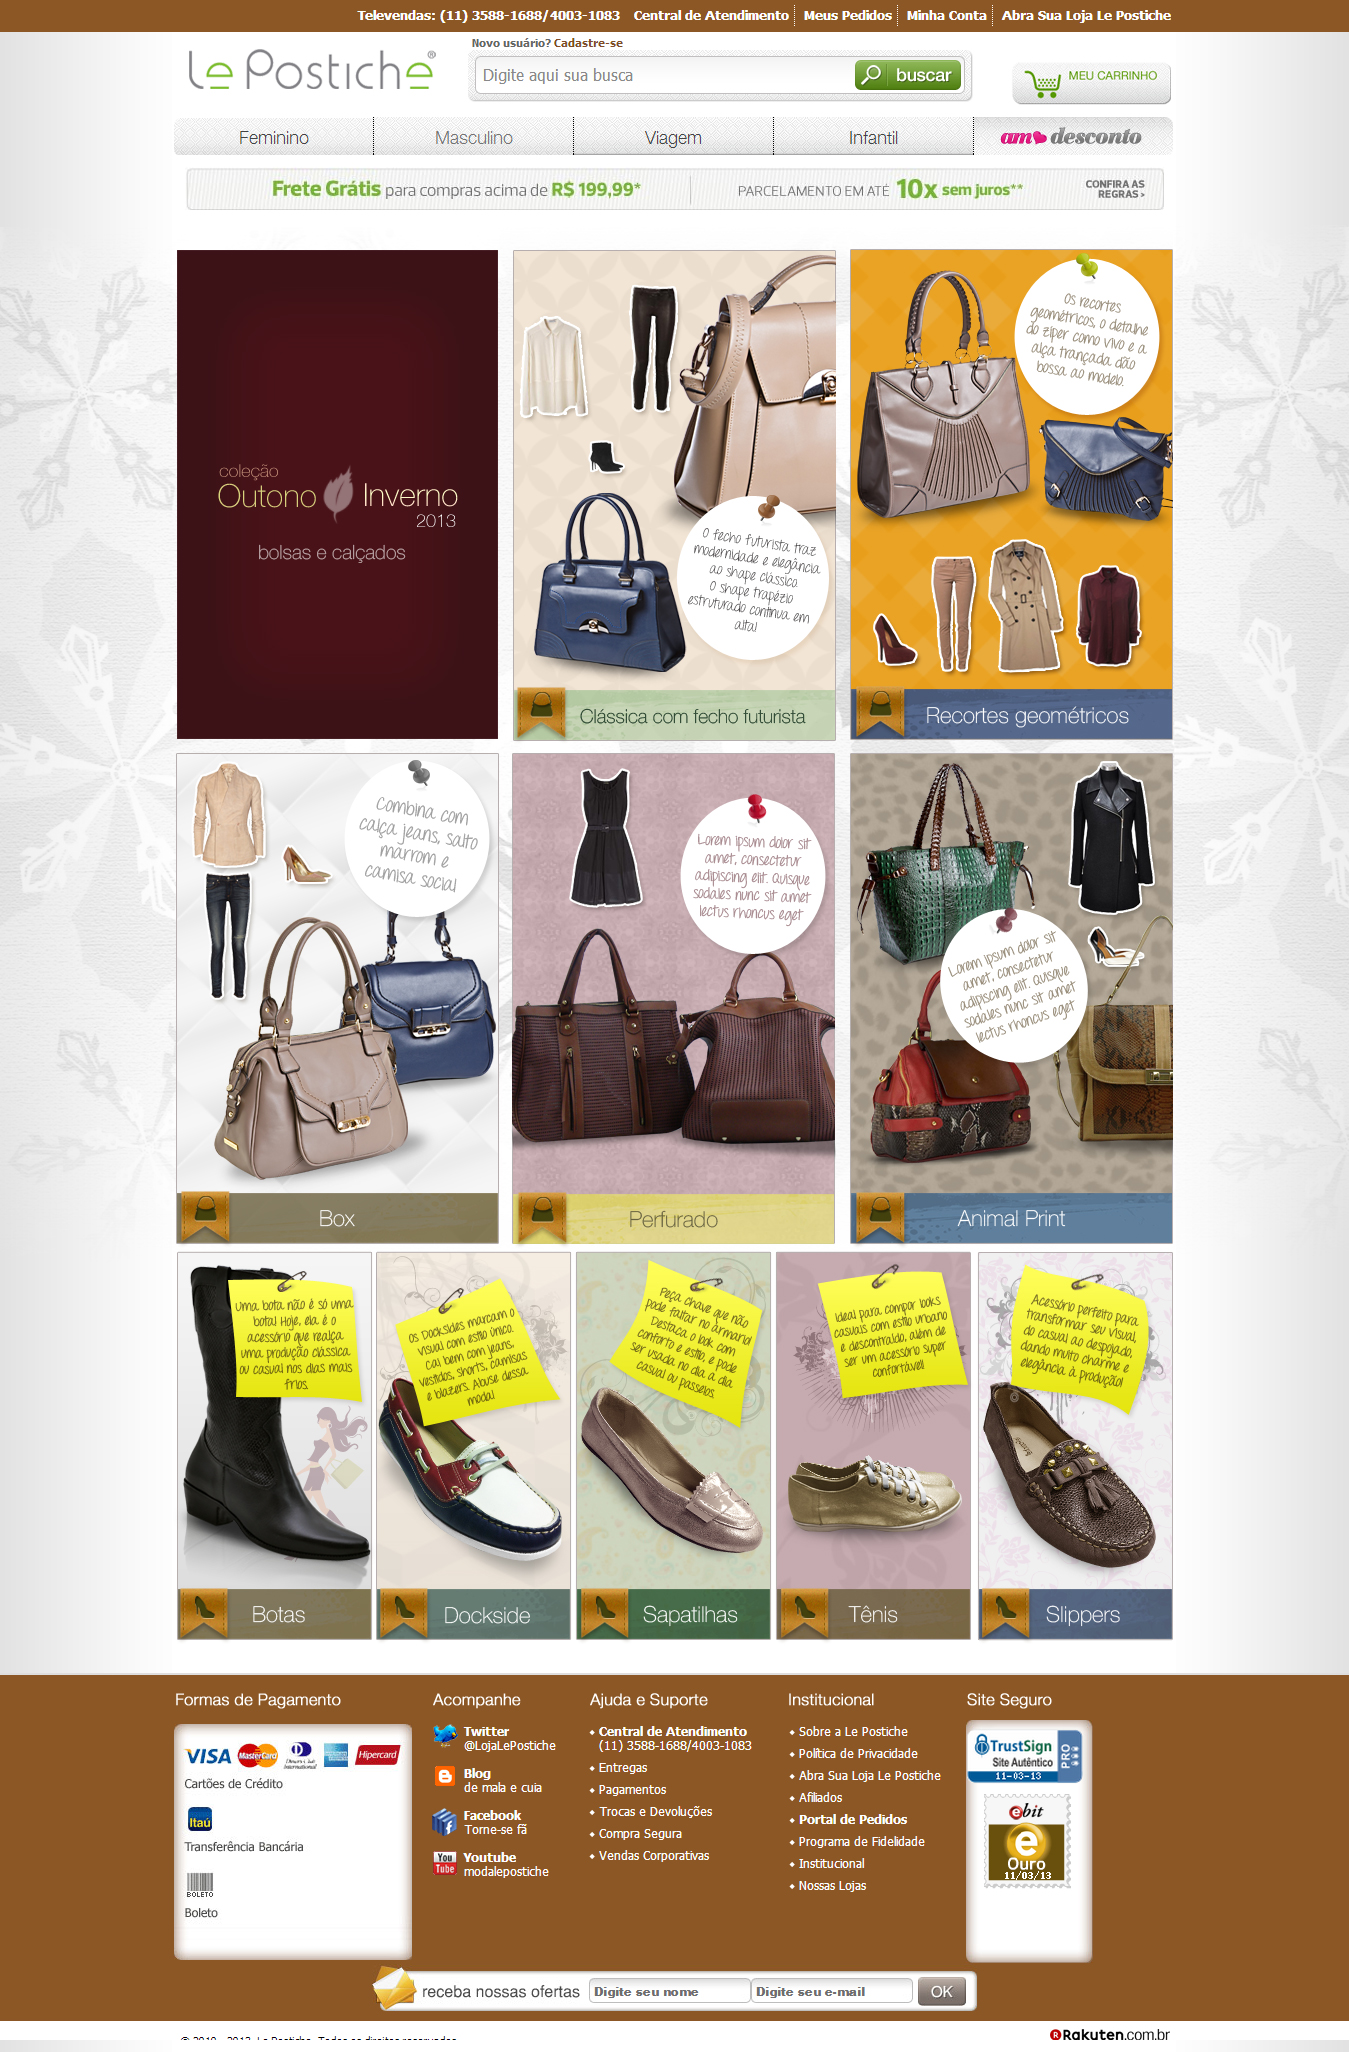 Televendas: (11) 3588-1688/4003-1083 Central de Atendimento Meus Pedidos Minha Conta Abra Sua Loja Le Postiche
Le Postiche®
Novo usuário? Cadastre-se
Digite aqui sua busca
buscar
MEU CARRINHO
Feminino Masculino Viagem Infantil am desconto
Frete Grátis para compras acima de R$ 199,99*
PARCELAMENTO EM ATÉ 10x sem juros**
CONFIRA AS
REGRAS >
coleção
Outono Inverno
2013
bolsas e calçados
O fecho futurista traz
modernidade e elegância
ao shape clássico.
O shape trapézio
estruturado continua em
alta!
Clássica com fecho futurista
Os recortes
geométricos, o detalhe
do zíper como vivo e a
alça trançada dão
bossa ao modelo.
Recortes geométricos
Combina com
calça jeans, salto
marrom e
camisa social
Box
Lorem ipsum dolor sit
amet, consectetur
adipiscing elit. Quisque
sodales nunc sit amet
lectus rhoncus eget
Perfurado
Lorem ipsum dolor sit
amet, consectetur
adipiscing elit. Quisque
sodales nunc sit amet
lectus rhoncus eget
Animal Print
Uma bota não é só uma
bota! Hoje, ela é o
acessório que realça
uma produção clássica
ou casual nos dias mais
frios.
Botas
Os Docksides marcam o
visual com estilo único.
Cai bem com jeans,
vestidos, shorts, camisas
e blazers. Abuse dessa
moda!
Dockside
Peça chave que não
pode faltar no armário!
Destaca o look com
conforto e estilo, e pode
ser usada no dia a dia
casual ou passeios.
Sapatilhas
Ideal para compor looks
casuais com estilo urbano
e descontraído, além de
ser um acessório super
confortável!
Tênis
Acessório perfeito para
transformar seu visual,
do casual ao despojado,
dando muito charme e
elegância à produção!
Slippers
Formas de Pagamento
VISA MasterCard Diners Club International Hipercard
Cartões de Crédito
Itaú
Transferência Bancária
BOLETO
Boleto
Acompanhe
Twitter
@LojaLePostiche
Blog
de mala e cuia
Facebook
Torne-se fã
You Tube
Youtube
modalepostiche
Ajuda e Suporte
Central de Atendimento
(11) 3588-1688/4003-1083
Entregas
Pagamentos
Trocas e Devoluções
Compra Segura
Vendas Corporativas
Institucional
Sobre a Le Postiche
Política de Privacidade
Abra Sua Loja Le Postiche
Afiliados
Portal de Pedidos
Programa de Fidelidade
Institucional
Nossas Lojas
Site Seguro
TrustSign
Site Autêntico
11-03-13
PRO
ebit
e
Ouro
11/03/13
receba nossas ofertas Digite seu nome Digite seu e-mail OK
© 2010 - 2013. Le Postiche. Todos os direitos reservados.
Rakuten.com.br